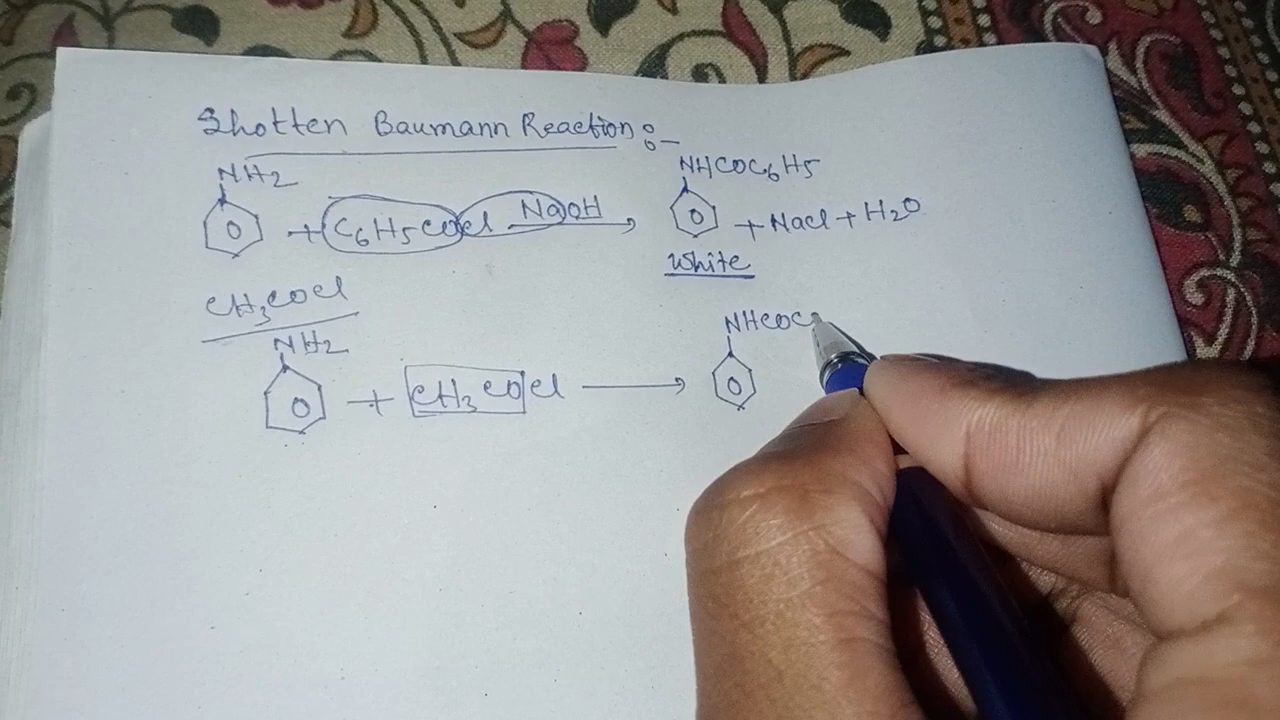 Shotten Baumann Reaction :-
NH2 NHCOC6H5
+ C6H5COCl NaOH → + NaCl + H2O
White
CH3COCl
NH2 NHCOC
+ CH3COCl →